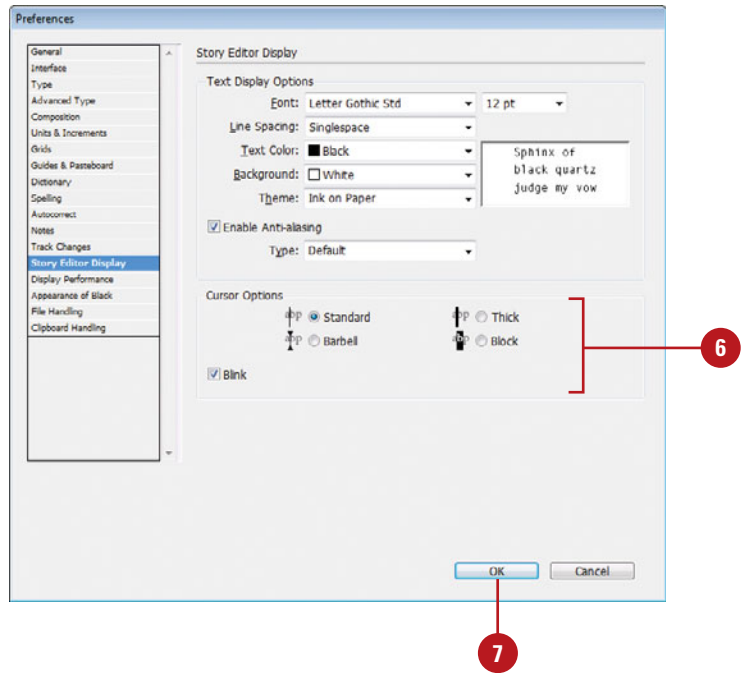 Preferences
General
Interface
Type
Advanced Type
Composition
Units & Increments
Grids
Guides & Pasteboard
Dictionary
Spelling
Autocorrect
Notes
Track Changes
Story Editor Display
Display Performance
Appearance of Black
File Handling
Clipboard Handling
Story Editor Display
Text Display Options
Font: Letter Gothic Std 12 pt
Line Spacing: Singlespace
Text Color: Black
Background: White
Theme: Ink on Paper
Sphinx of
black quartz
judge my vow
Enable Anti-aliasing
Type: Default
Cursor Options
abp Standard
abp Thick
abp Barbell
abp Block
Blink
6
OK
Cancel
7